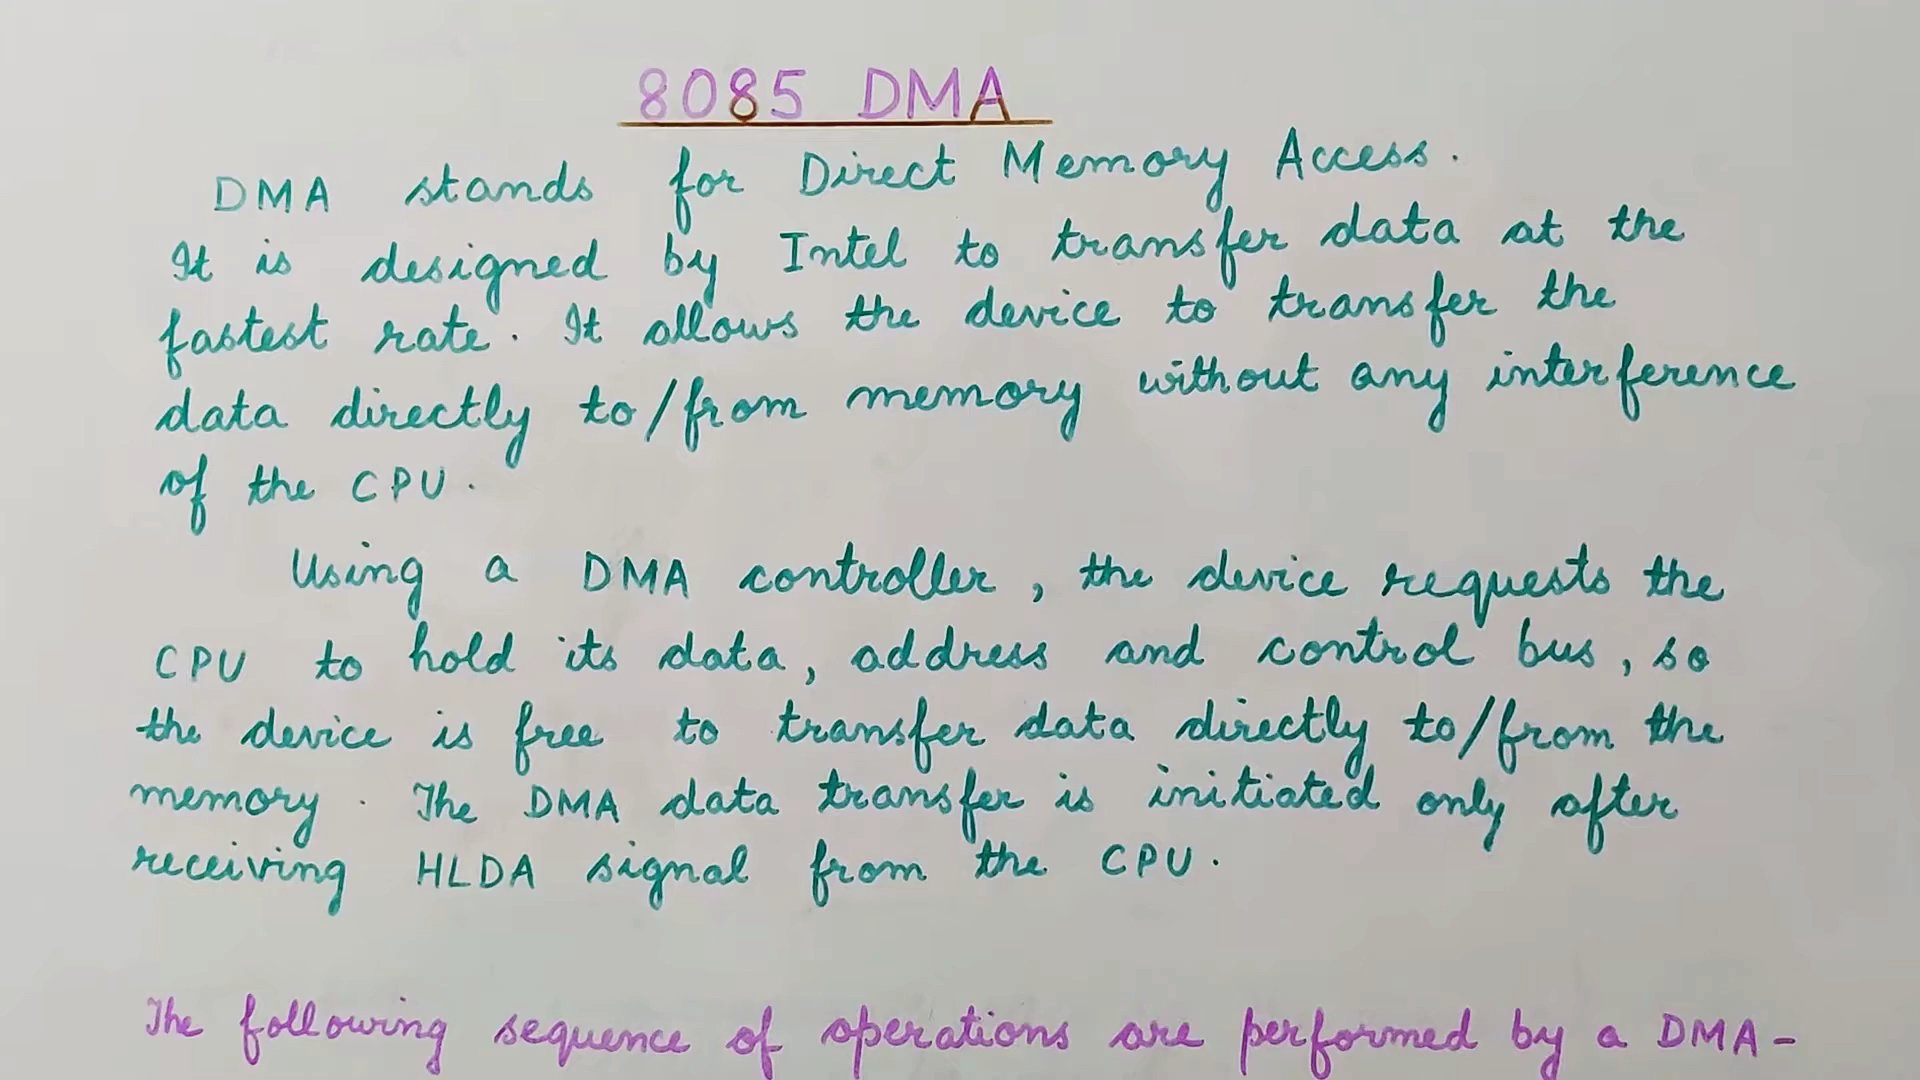 8085 DMA
DMA stands for Direct Memory Access.
It is designed by Intel to transfer data at the
fastest rate. It allows the device to transfer the
data directly to/from memory without any interference
of the CPU.
Using a DMA controller, the device requests the
CPU to hold its data, address and control bus, so
the device is free to transfer data directly to/from the
memory. The DMA data transfer is initiated only after
receiving HLDA signal from the CPU.
The following sequence of operations are performed by a DMA-